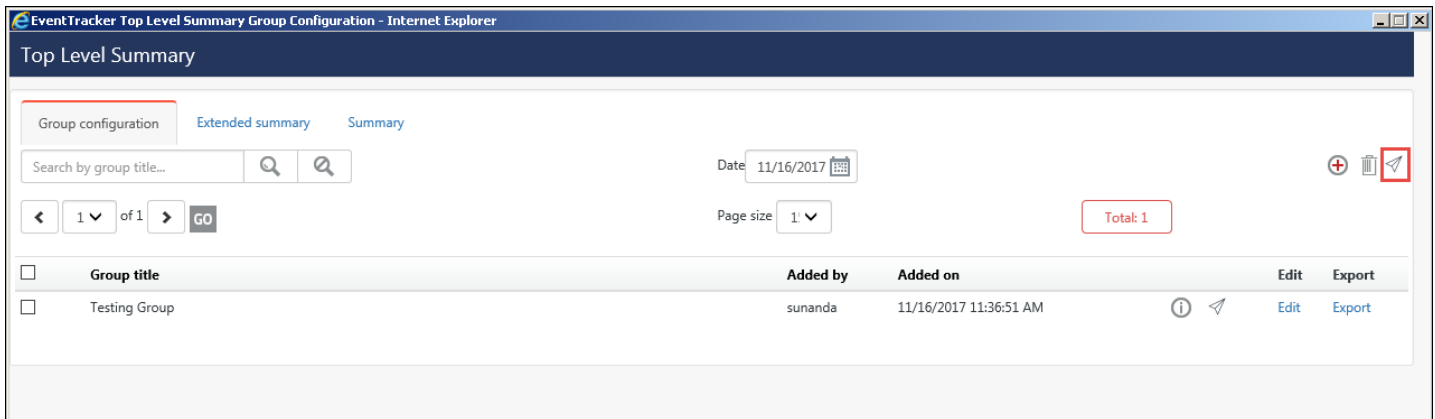 EventTracker Top Level Summary Group Configuration - Internet Explorer
Top Level Summary
Group configuration Extended summary Summary
Search by group title... Date 11/16/2017
1 of 1 GO Page size Total: 1
Group title Added by Added on Edit Export
Testing Group sunanda 11/16/2017 11:36:51 AM Edit Export